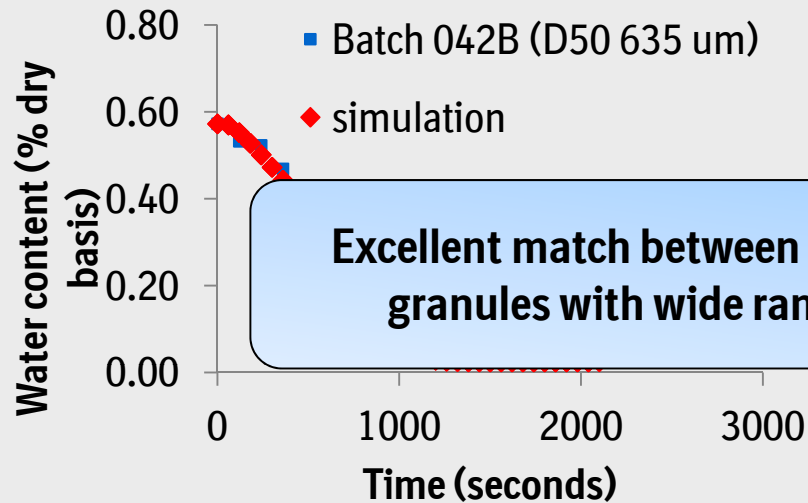 0.80
Batch 042B (D50 635 um)
0.60
simulation
Water content (% dry
basis)
0.40
Excellent match between
granules with wide
0.20
0.00
0
1000
2000
3000
Time (seconds)